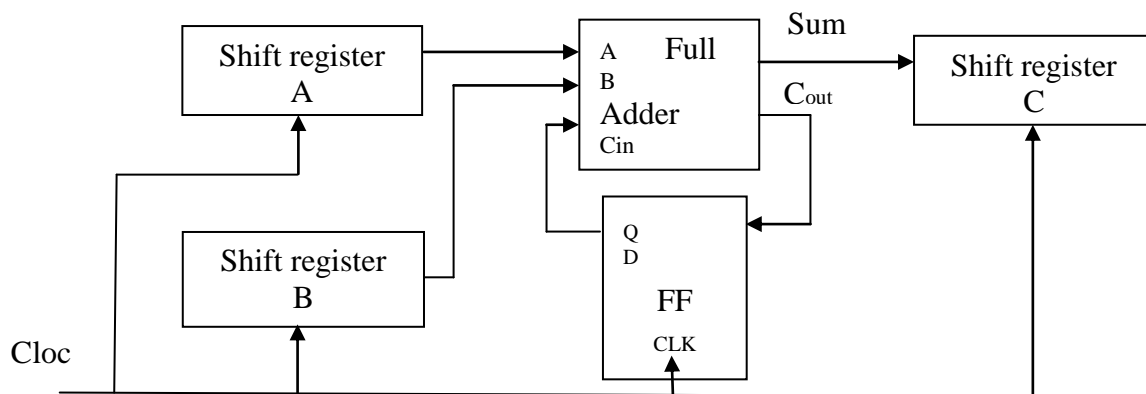 Sum
Shift register
A
A
Full
B
Adder
Cin
Cout
Shift register
C
Shift register
B
Q
D
FF
CLK
Cloc